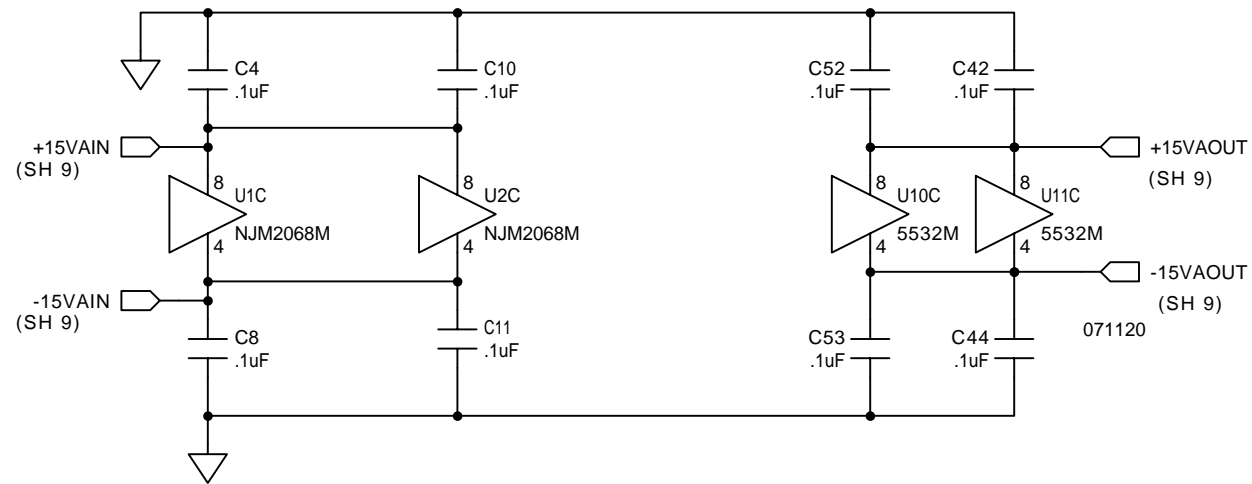 C4
.1uF
C10
.1uF
C52
.1uF
C42
.1uF
+15VAIN
(SH 9)
+15VAOUT
(SH 9)
8
U1C
NJM2068M
4
8
U2C
NJM2068M
4
8
U10C
5532M
4
8
U11C
5532M
4
-15VAIN
(SH 9)
-15VAOUT
(SH 9)
C8
.1uF
C11
.1uF
C53
.1uF
C44
.1uF
071120